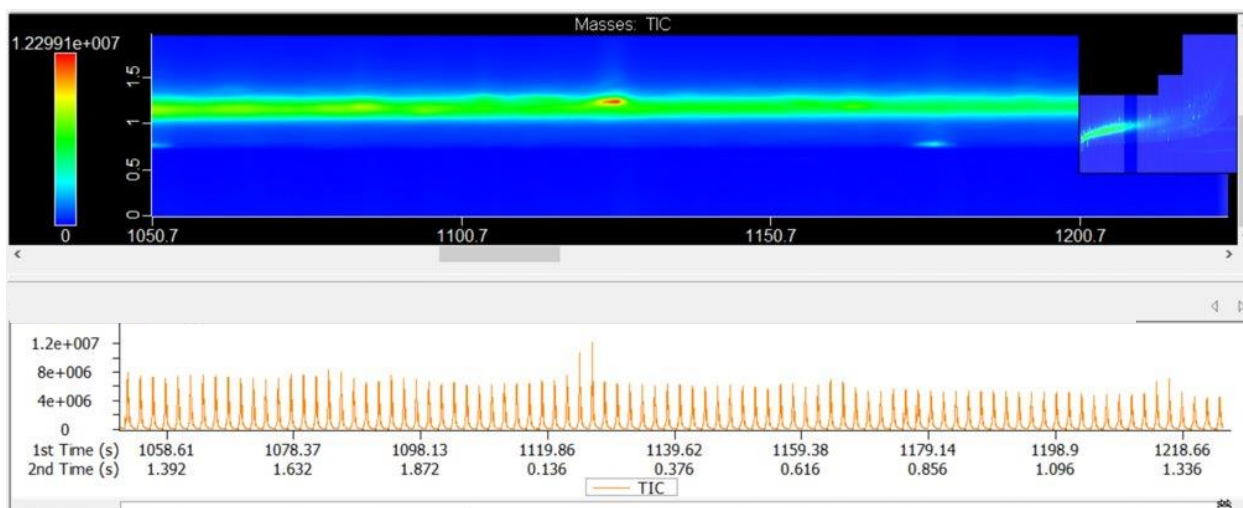 Masses: TIC
1.22991e+007
1.5
1
0.5
0
0
1050.7 1100.7 1150.7 1200.7
1.2e+007
8e+006
4e+006
0
1st Time (s) 1058.61 1078.37 1098.13 1119.86 1139.62 1159.38 1179.14 1198.9 1218.66
2nd Time (s) 1.392 1.632 1.872 0.136 0.376 0.616 0.856 1.096 1.336
TIC